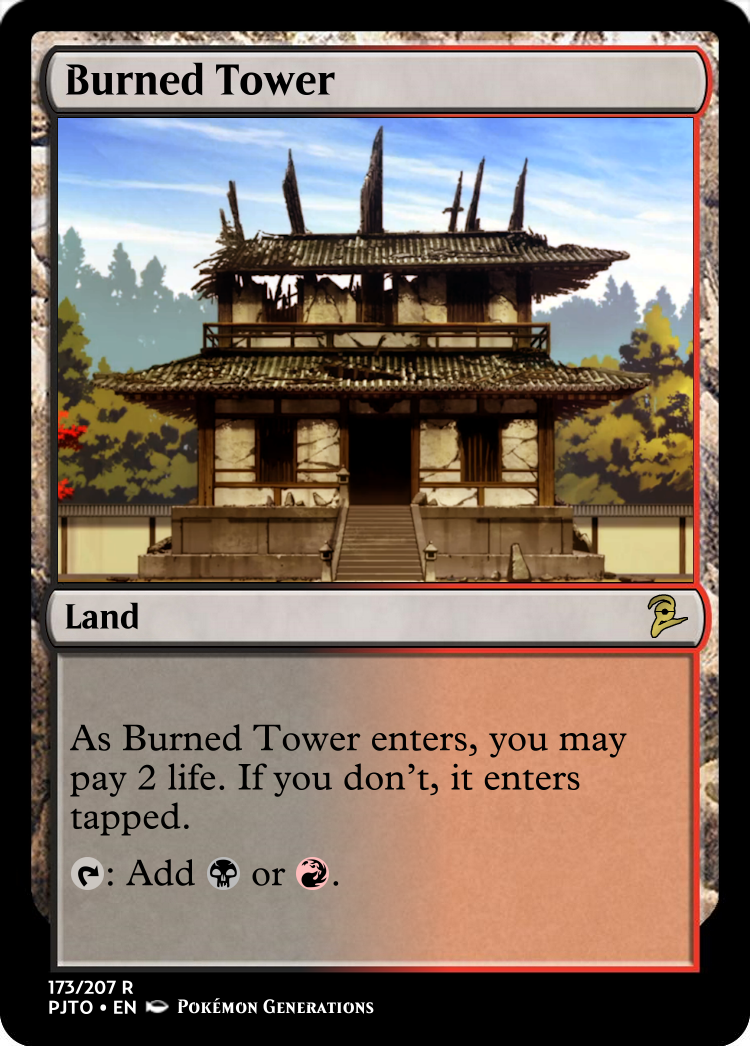 Burned Tower
Land
As Burned Tower enters, you may
pay 2 life. If you don't, it enters
tapped.
: Add or .
173/207 R
PJTO • EN Pokémon Generations